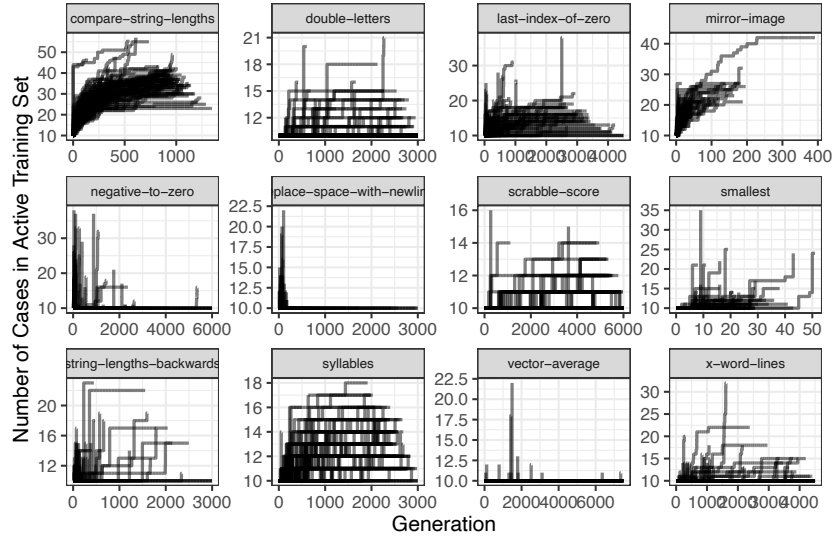 compare-string-lengths
double-letters
last-index-of-zero
mirror-image
50
40
30
20
10
0 500 1000
21
18
15
12
0 1000 2000 3000
30
20
10
0 1000 2000 3000 4000
40
30
20
10
0 100 200 300 400
negative-to-zero
place-space-with-newlin
scrabble-score
smallest
30
20
10
0 2000 4000 6000
22.5
20.0
17.5
15.0
12.5
10.0
0 1000 2000 3000
16
14
12
10
0 2000 4000 6000
35
30
25
20
15
10
0 10 20 30 40 50
string-lengths-backwards
syllables
vector-average
x-word-lines
20
15
10
0 1000 2000 3000
18
16
14
12
10
0 1000 2000 3000
22.5
20.0
17.5
15.0
12.5
10.0
0 2000 4000 6000
30
25
20
15
10
0 1000 2000 3000 4000
Number of Cases in Active Training Set
Generation